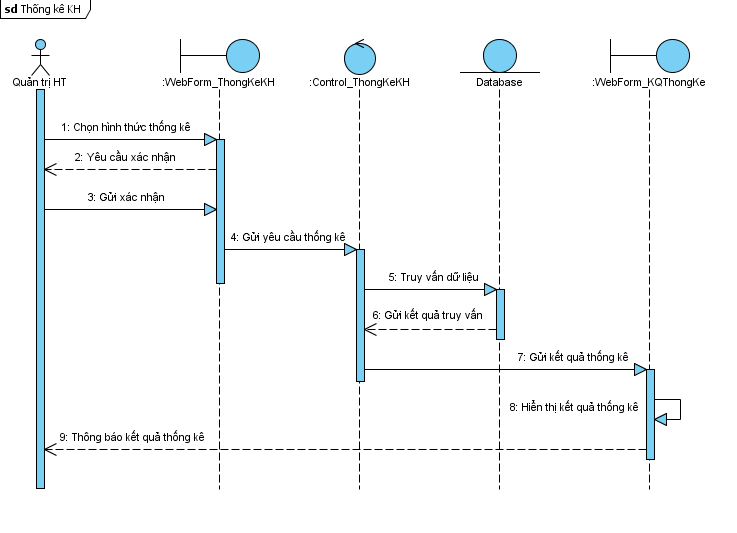 sd Thống kê KH
Quản trị HT
:WebForm_ThongKeKH
:Control_ThongKeKH
Database
:WebForm_KQThongKe
1: Chọn hình thức thống kê
2: Yêu cầu xác nhận
3: Gửi xác nhận
4: Gửi yêu cầu thống kê
5: Truy vấn dữ liệu
6: Gửi kết quả truy vấn
7: Gửi kết quả thống kê
8: Hiển thị kết quả thống kê
9: Thông báo kết quả thống kê